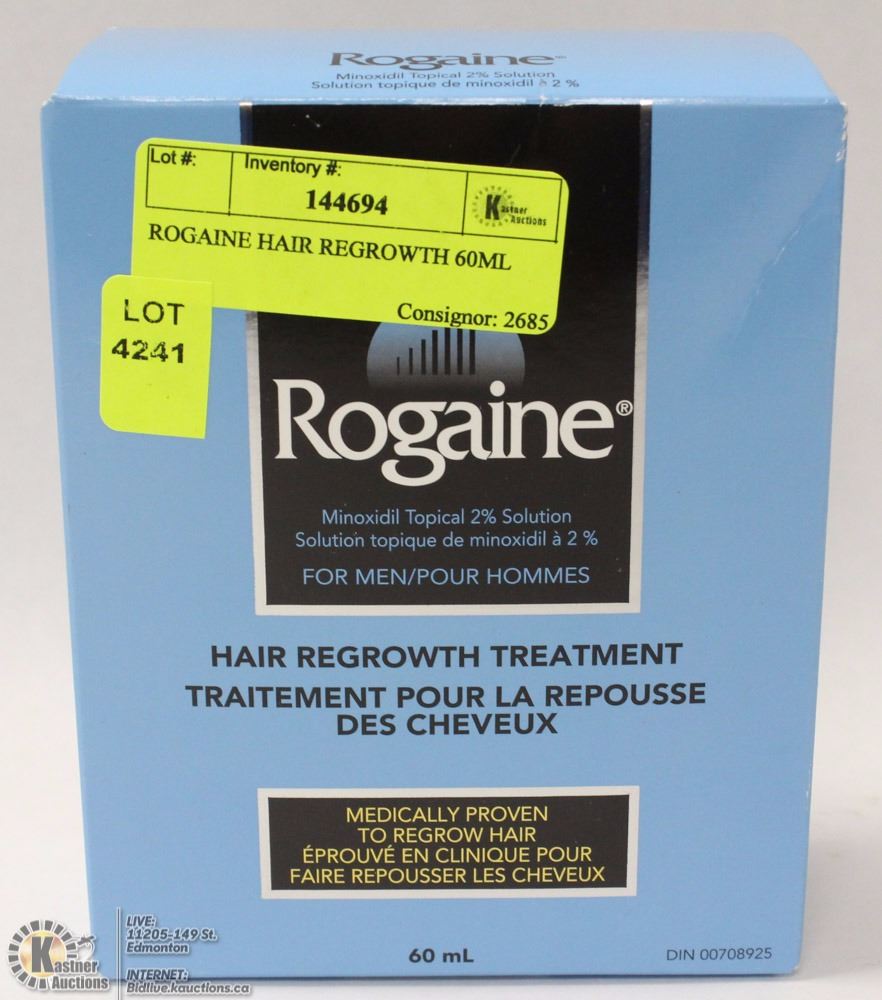 Rogaine
Minoxidil Topical 2% Solution
Solution topique de minoxidil à 2 %
Lot #:
Inventory #:
144694
Kastner
Auctions
ROGAINE HAIR REGROWTH 60ML
Consignor: 2685
LOT
4241
Rogaine®
Minoxidil Topical 2% Solution
Solution topique de minoxidil à 2 %
FOR MEN/POUR HOMMES
HAIR REGROWTH TREATMENT
TRAITEMENT POUR LA REPOUSSE
DES CHEVEUX
MEDICALLY PROVEN
TO REGROW HAIR
ÉPROUVÉ EN CLINIQUE POUR
FAIRE REPOUSSER LES CHEVEUX
60 mL
DIN 00708925
Kastner
Auctions
LIVE:
11205-149 St.
Edmonton
INTERNET:
Bidlive.kauctions.ca